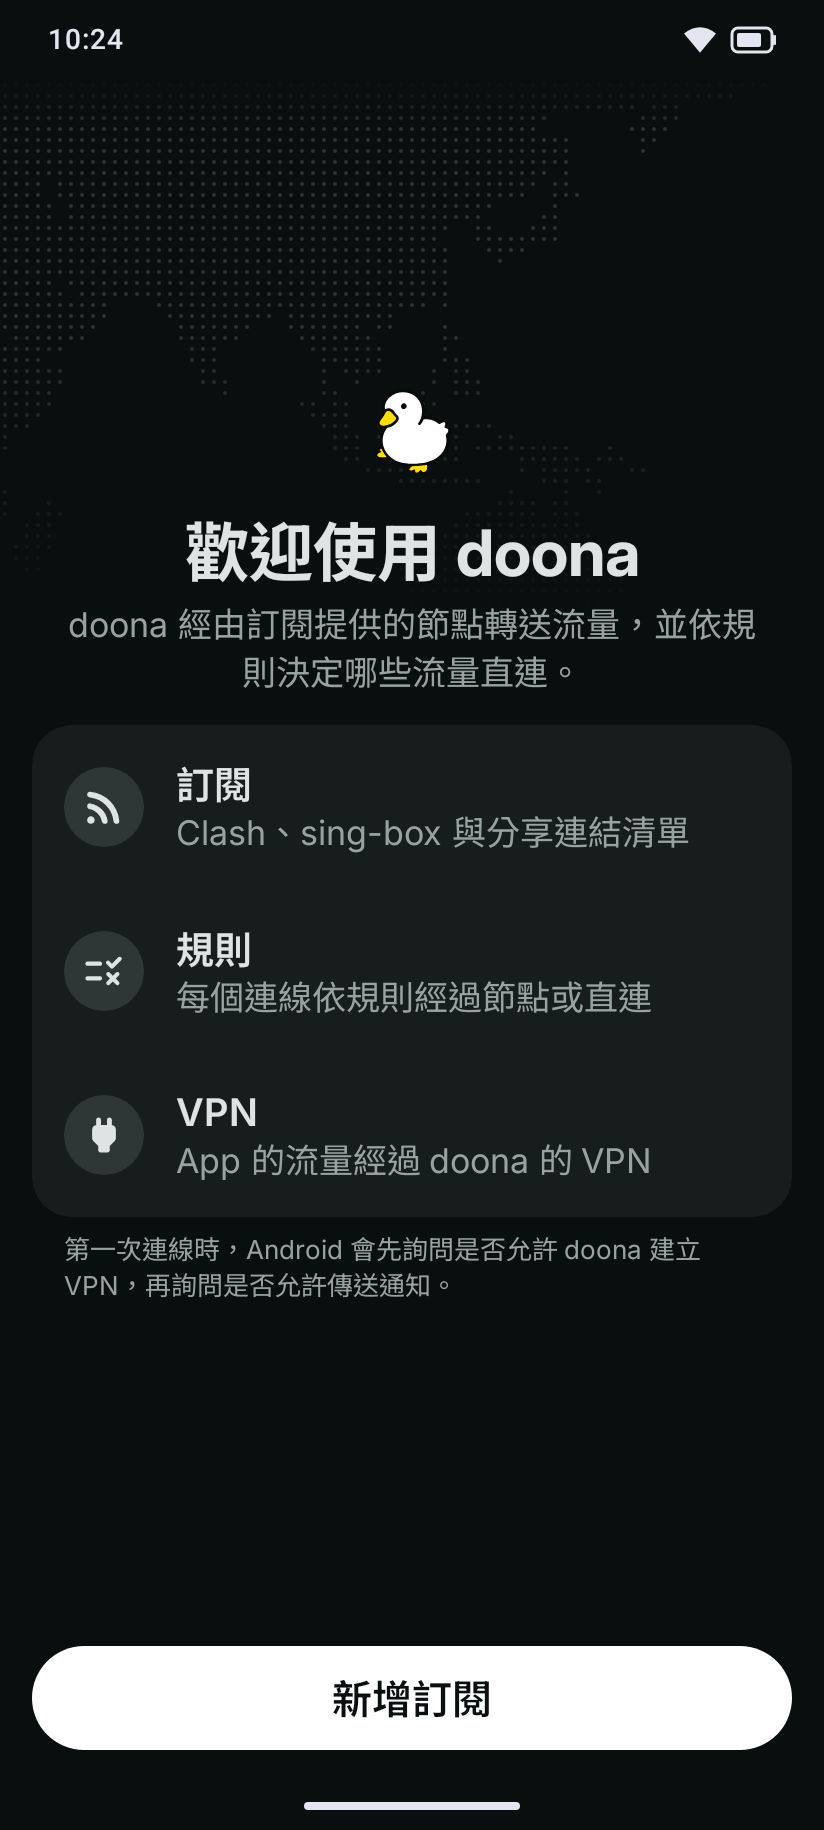 10:24
歡迎使用 doona
doona 經由訂閱提供的節點轉送流量，並依規
則決定哪些流量直連。
訂閱
Clash、sing-box 與分享連結清單
規則
每個連線依規則經過節點或直連
VPN
App 的流量經過 doona 的 VPN
第一次連線時，Android 會先詢問是否允許 doona 建立
VPN，再詢問是否允許傳送通知。
新增訂閱